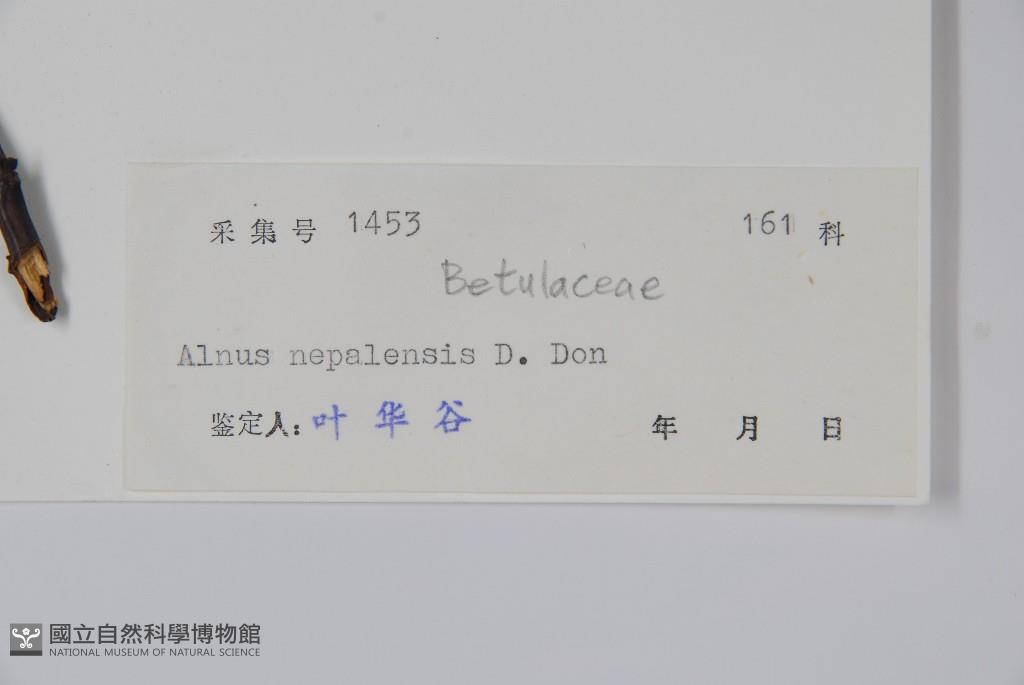 采集号 1453 161 科
Betulaceae
Alnus nepalensis D. Don
鉴定人: 叶华谷 年 月 日
國立自然科學博物館
NATIONAL MUSEUM OF NATURAL SCIENCE